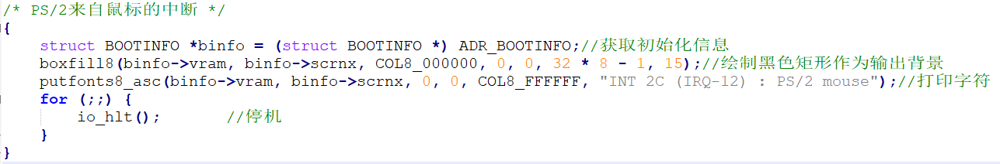 /* PS/2来自鼠标的中断 */
{
    struct BOOTINFO *binfo = (struct BOOTINFO *) ADR_BOOTINFO;//获取初始化信息
    boxfill8(binfo->vram, binfo->scrnx, COL8_000000, 0, 0, 32 * 8 - 1, 15);//绘制黑色矩形作为输出背景
    putfonts8_asc(binfo->vram, binfo->scrnx, 0, 0, COL8_FFFFFF, "INT 2C (IRQ-12) : PS/2 mouse");//打印字符
    for (;;) {
        io_hlt();       //停机
    }
}